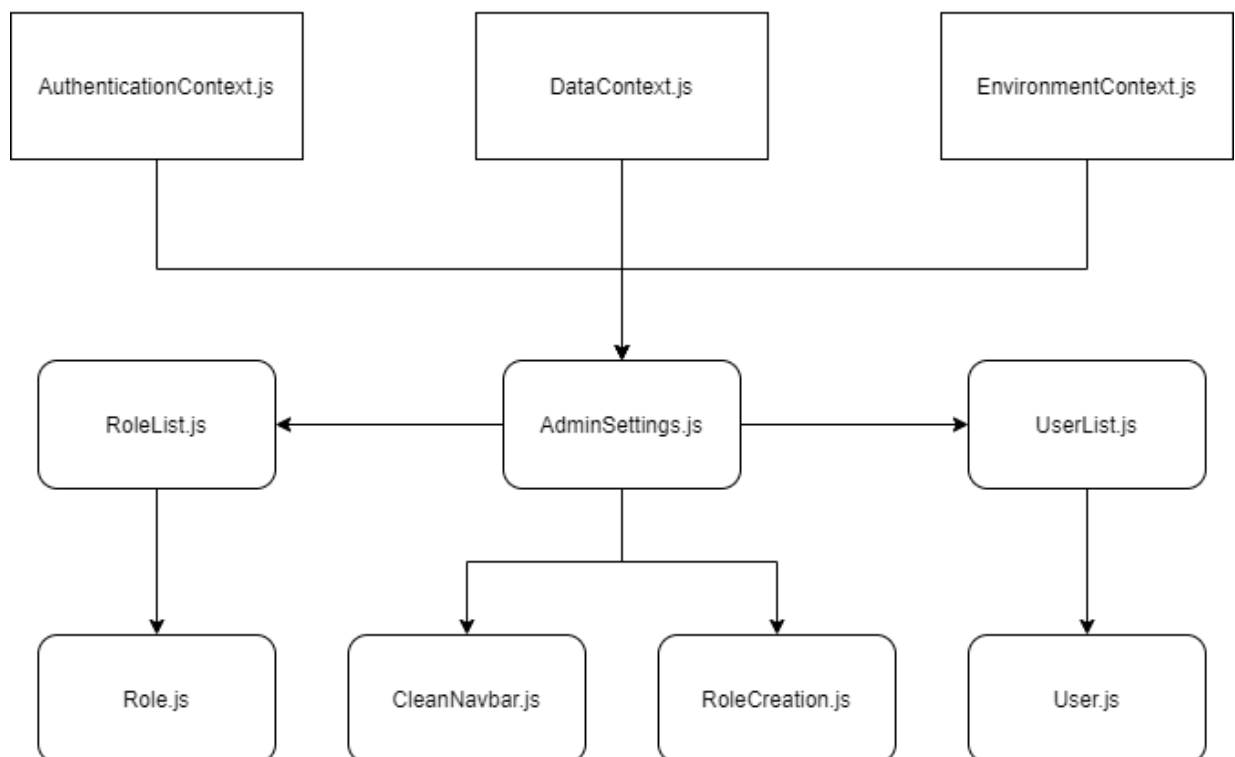 AuthenticationContext.js
DataContext.js
EnvironmentContext.js
RoleList.js
AdminSettings.js
UserList.js
Role.js
CleanNavbar.js
RoleCreation.js
User.js